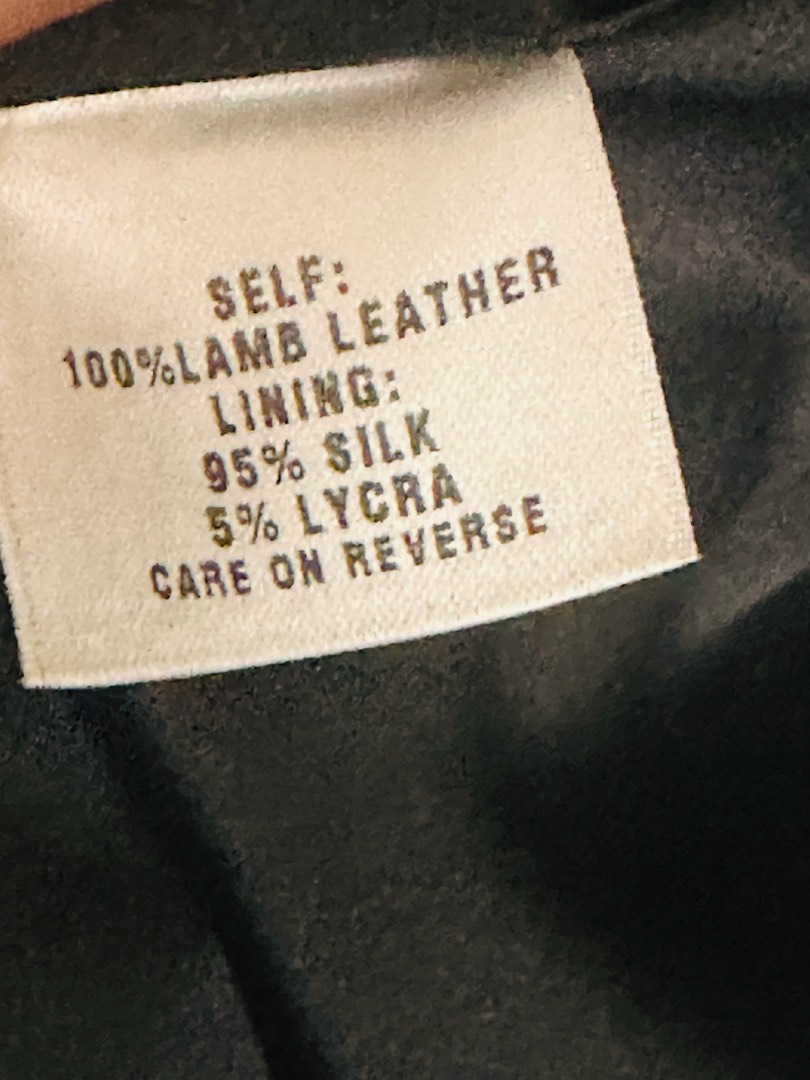 SELF:
100%LAMB LEATHER
LINING:
95% SILK
5% LYCRA
CARE ON REVERSE